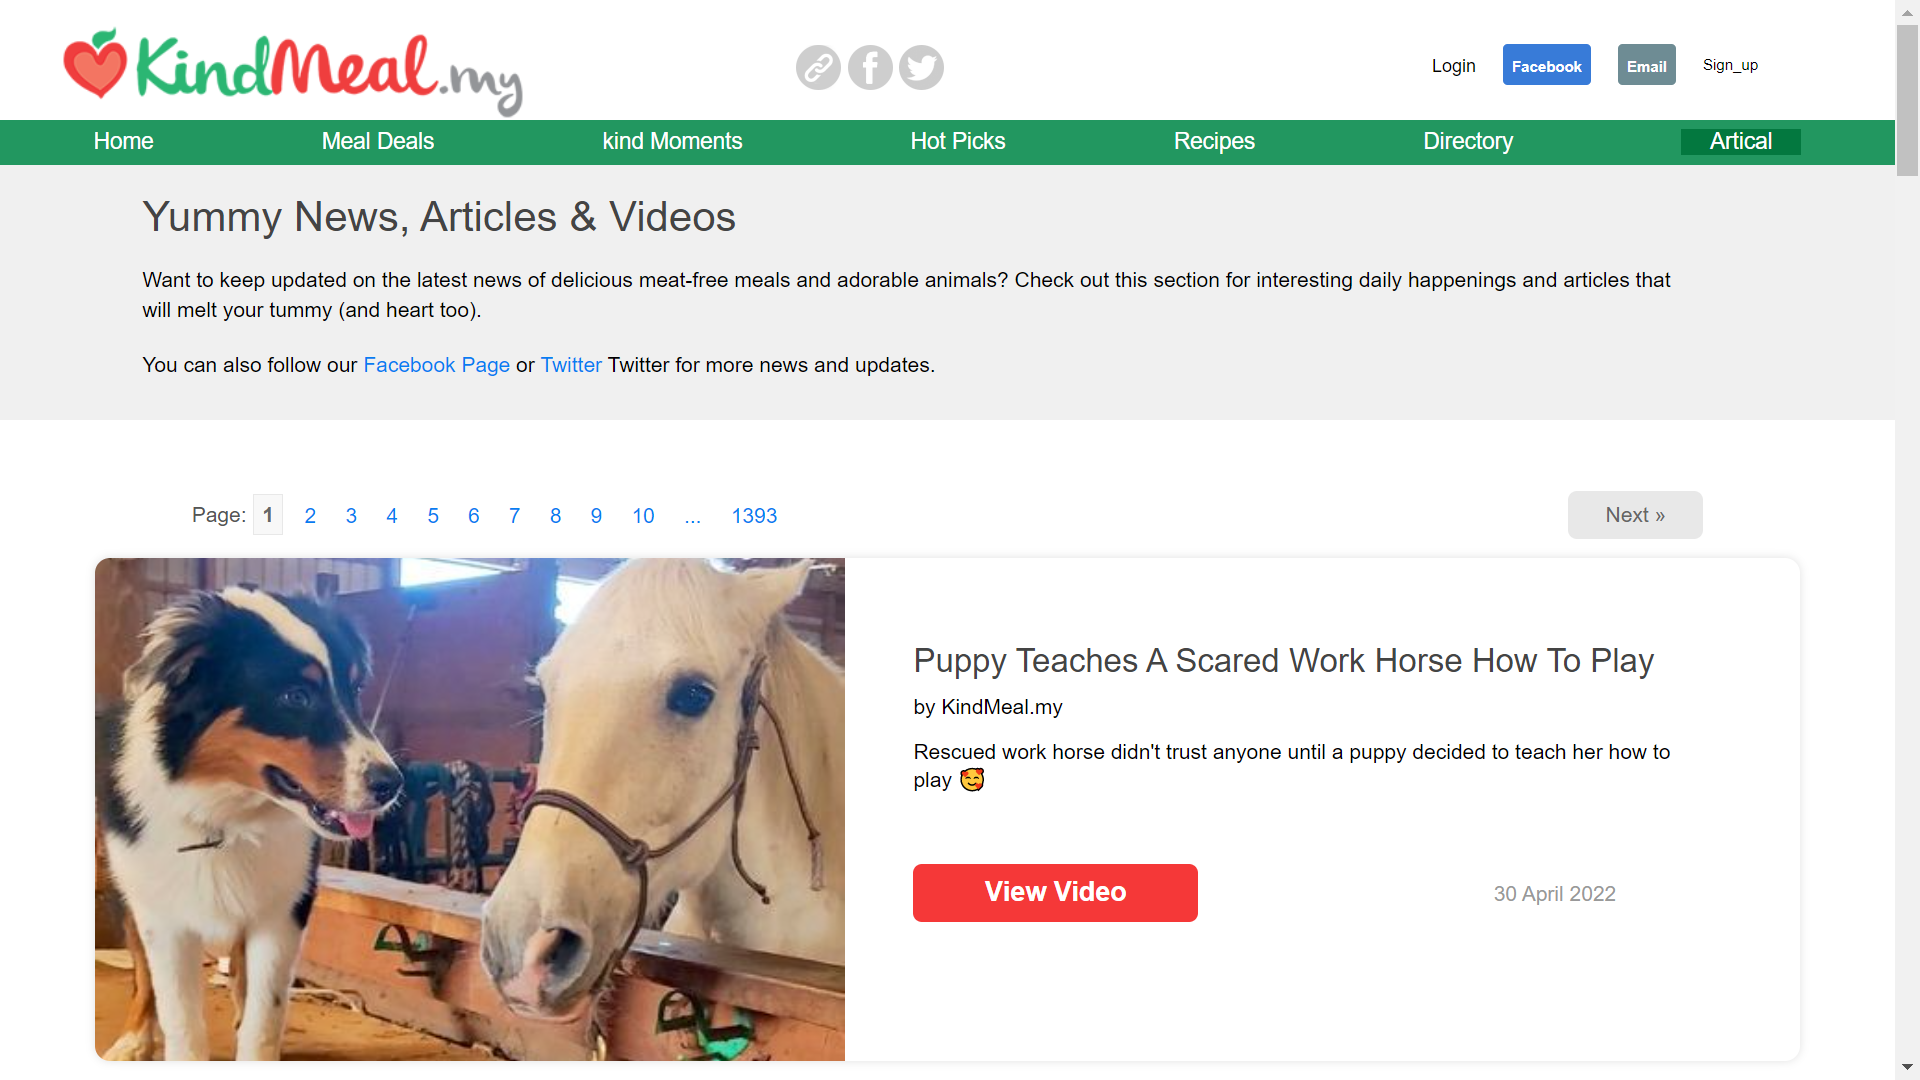 KindMeal.my
Login
Facebook
Email
Sign_up
Home
Meal Deals
kind Moments
Hot Picks
Recipes
Directory
Artical
Yummy News, Articles & Videos
Want to keep updated on the latest news of delicious meat-free meals and adorable animals? Check out this section for interesting daily happenings and articles that
will melt your tummy (and heart too).
You can also follow our Facebook Page or Twitter Twitter for more news and updates.
Page: 1 2 3 4 5 6 7 8 9 10 ... 1393
Next »
Puppy Teaches A Scared Work Horse How To Play
by KindMeal.my
Rescued work horse didn't trust anyone until a puppy decided to teach her how to
play 🥰
View Video
30 April 2022